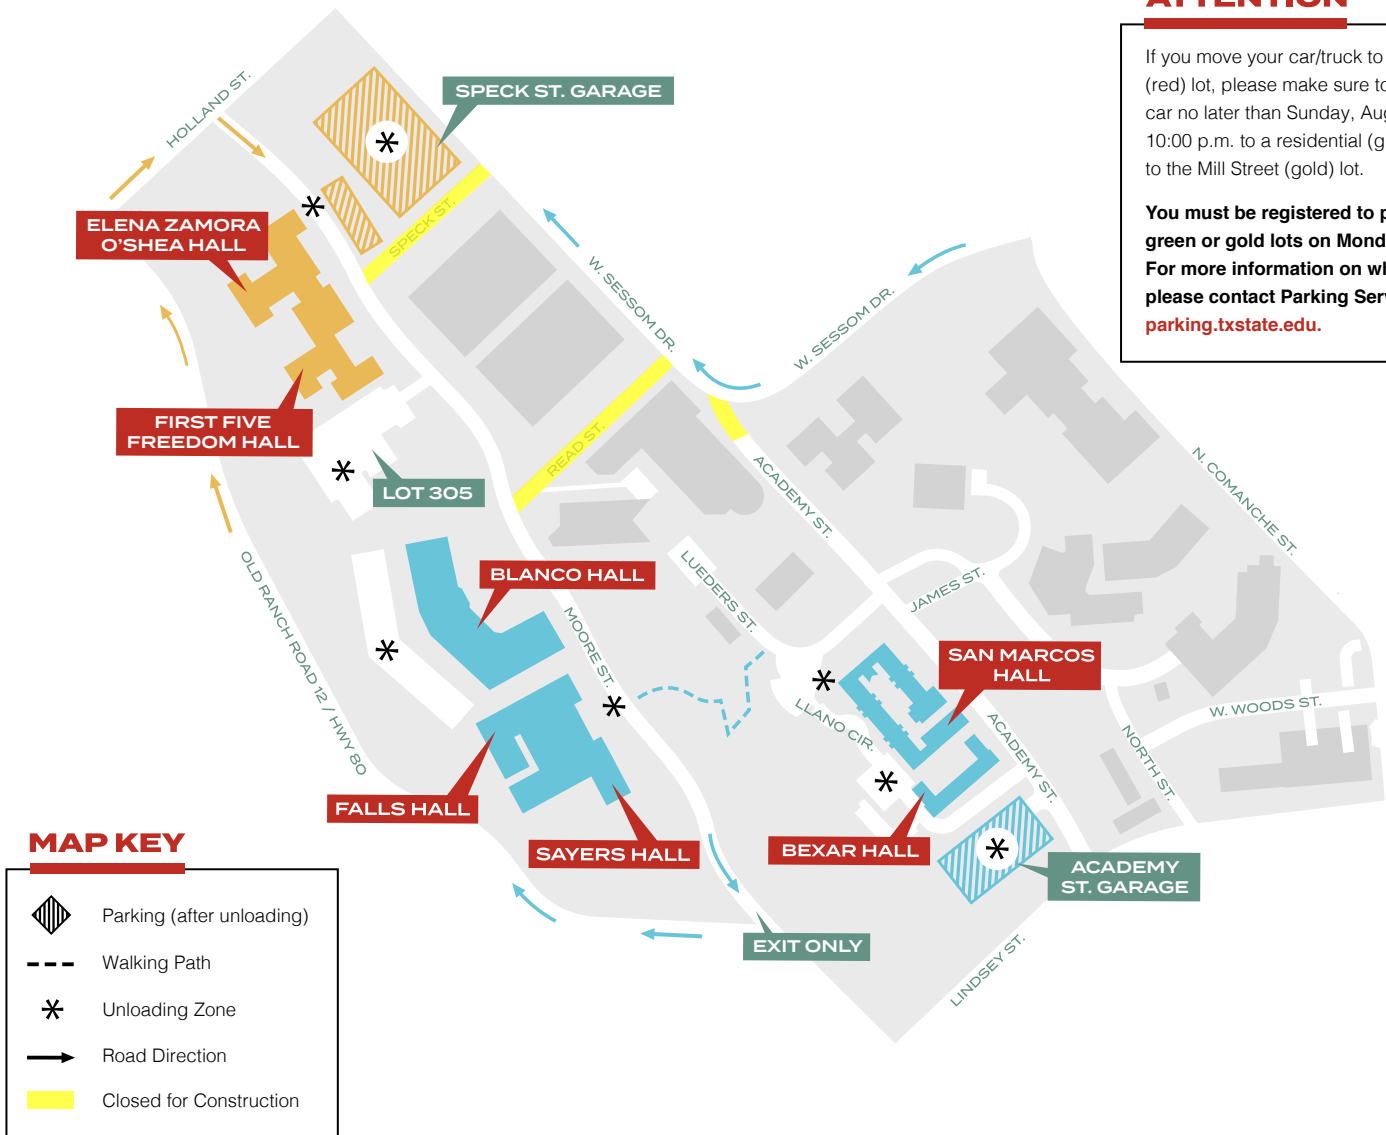 ATTENTION
If you move your car/truck to
(red) lot, please make sure to
car no later than Sunday, Aug
10:00 p.m. to a residential (g
to the Mill Street (gold) lot.
You must be registered to p
green or gold lots on Mond
For more information on wh
please contact Parking Serv
parking.txstate.edu.
HOLLAND ST.
SPECK ST. GARAGE
ELENA ZAMORA
O'SHEA HALL
SPECK ST.
W. SESSOM DR.
W. SESSOM DR.
FIRST FIVE
FREEDOM HALL
LOT 305
READ ST.
ACADEMY ST.
N. COMANCHE ST.
OLD RANCH ROAD 12 / HWY 80
BLANCO HALL
MOORE ST.
LUEDERS ST.
JAMES ST.
SAN MARCOS
HALL
LLANO CIR.
ACADEMY ST.
NORTH ST.
W. WOODS ST.
FALLS HALL
SAYERS HALL
BEXAR HALL
ACADEMY
ST. GARAGE
EXIT ONLY
LINDSEY ST.
MAP KEY
Parking (after unloading)
Walking Path
Unloading Zone
Road Direction
Closed for Construction